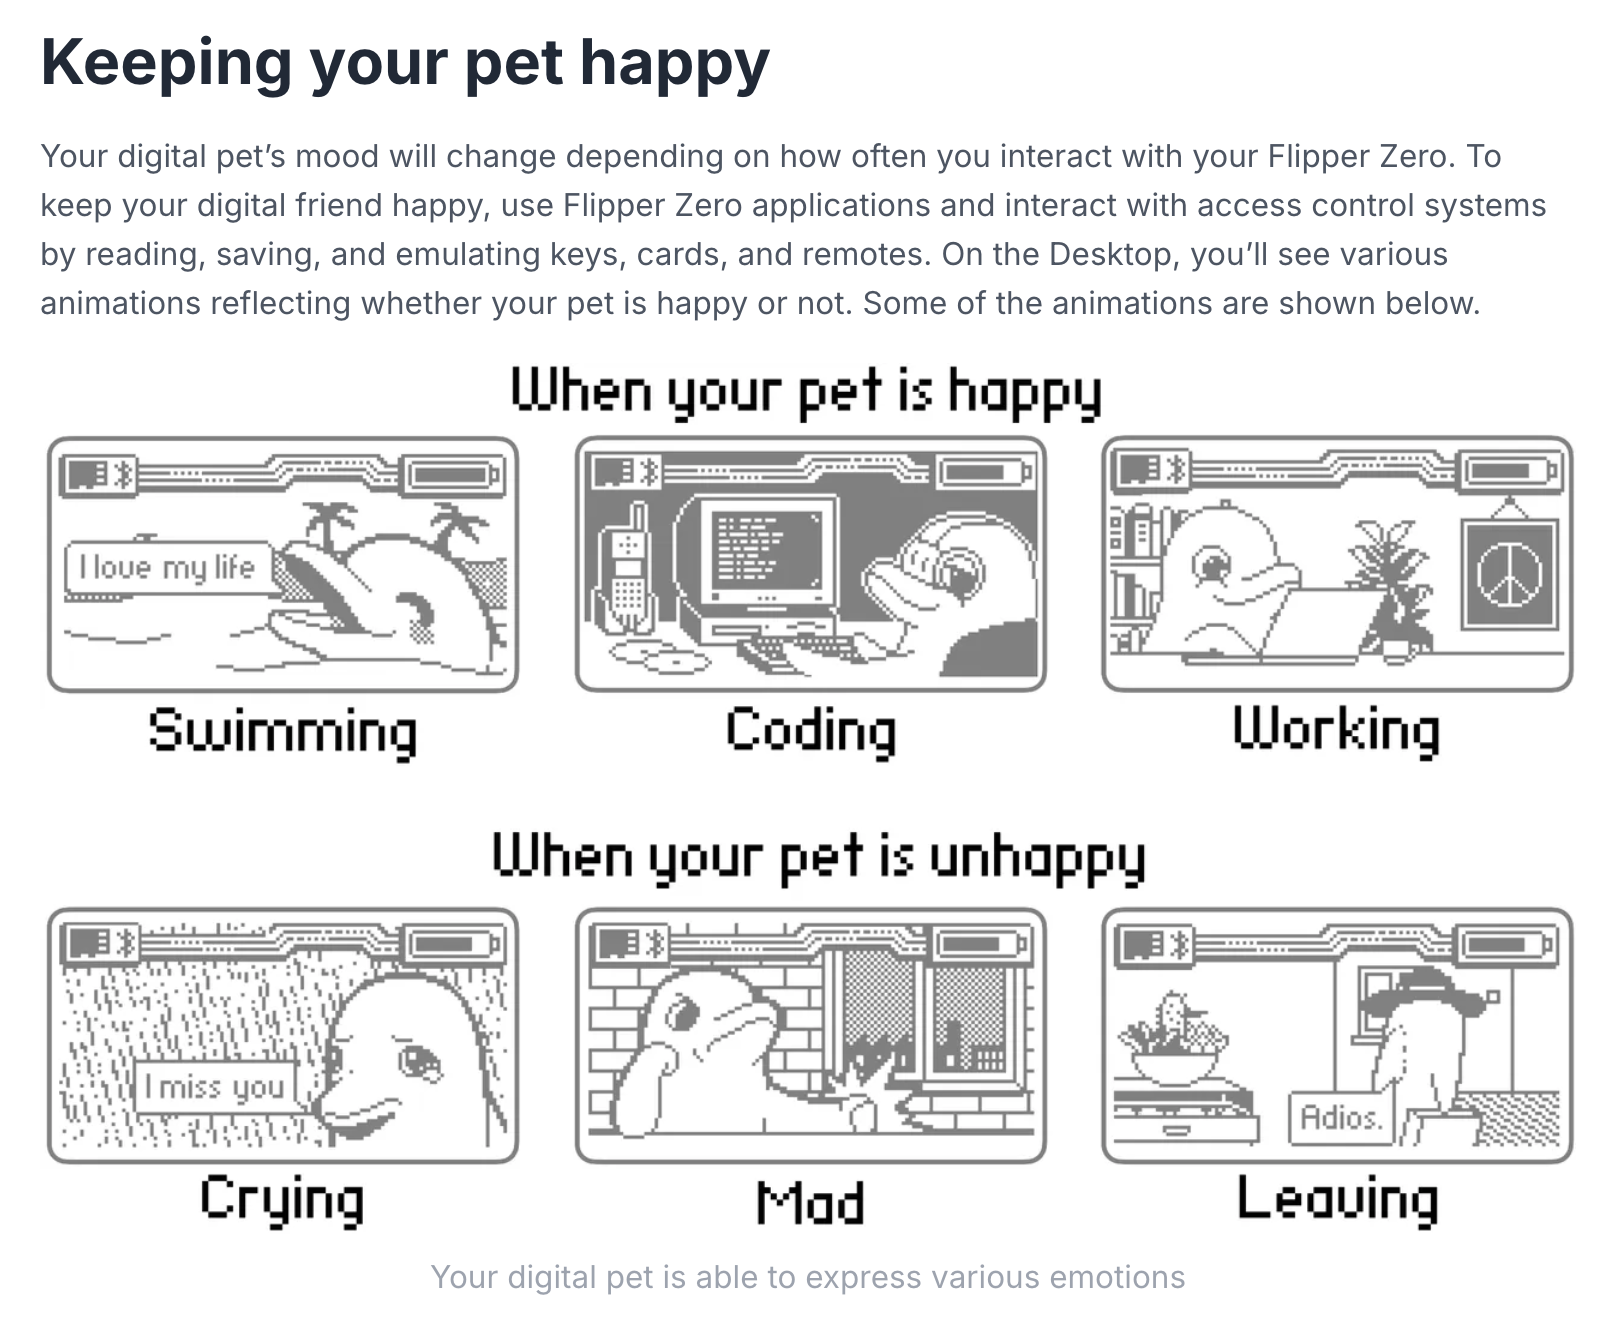 Keeping your pet happy
Your digital pet’s mood will change depending on how often you interact with your Flipper Zero. To
keep your digital friend happy, use Flipper Zero applications and interact with access control systems
by reading, saving, and emulating keys, cards, and remotes. On the Desktop, you’ll see various
animations reflecting whether your pet is happy or not. Some of the animations are shown below.
When your pet is happy
I love my life
Swimming
Coding
Working
When your pet is unhappy
I miss you
Adios.
Crying
Mad
Leaving
Your digital pet is able to express various emotions